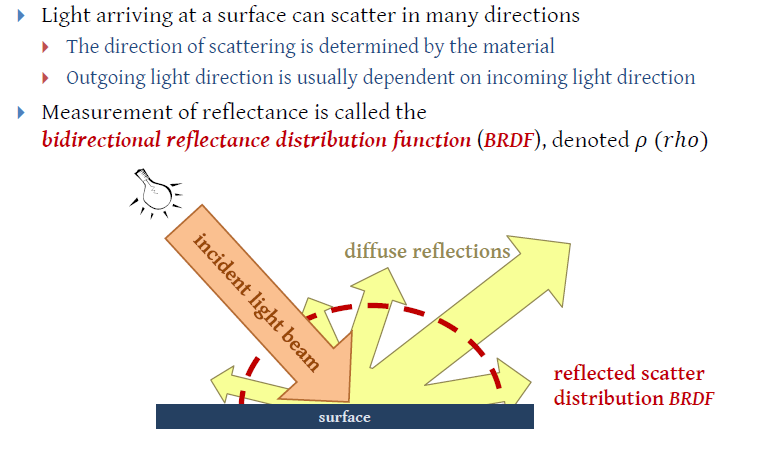 Light arriving at a surface can scatter in many directions
The direction of scattering is determined by the material
Outgoing light direction is usually dependent on incoming light direction
Measurement of reflectance is called the
bidirectional reflectance distribution function (BRDF), denoted ρ (rho)
incident light beam
diffuse reflections
reflected scatter
distribution BRDF
surface